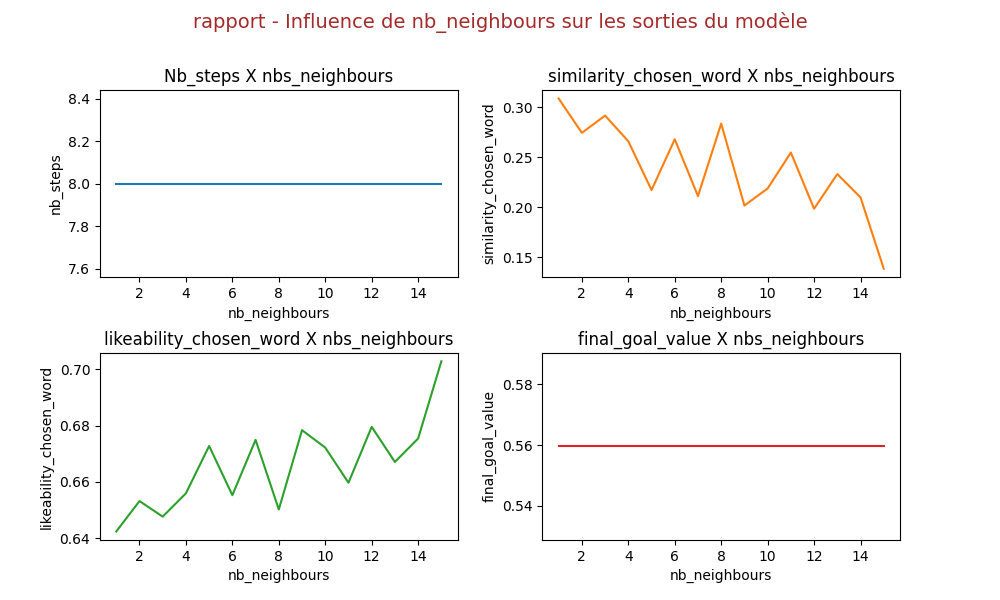 rapport - Influence de nb_neighbours sur les sorties du modèle
Nb_steps X nbs_neighbours
nb_steps
8.4
8.2
8.0
7.8
7.6
2 4 6 8 10 12 14
nb_neighbours
similarity_chosen_word X nbs_neighbours
similarity_chosen_word
0.30
0.25
0.20
0.15
2 4 6 8 10 12 14
nb_neighbours
likeability_chosen_word X nbs_neighbours
likeability_chosen_word
0.70
0.68
0.66
0.64
2 4 6 8 10 12 14
nb_neighbours
final_goal_value X nbs_neighbours
final_goal_value
0.58
0.56
0.54
2 4 6 8 10 12 14
nb_neighbours